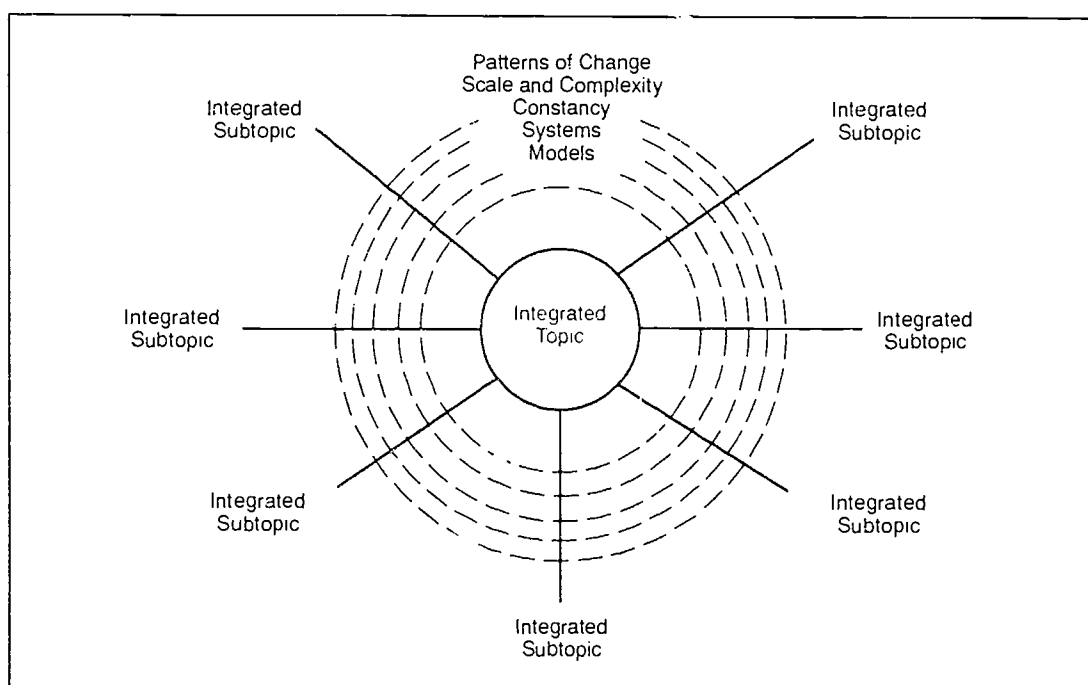 Patterns of Change
Scale and Complexity
Constancy
Systems
Models
Integrated
Subtopic
Integrated
Subtopic
Integrated
Subtopic
Integrated
Topic
Integrated
Subtopic
Integrated
Subtopic
Integrated
Subtopic
Integrated
Subtopic